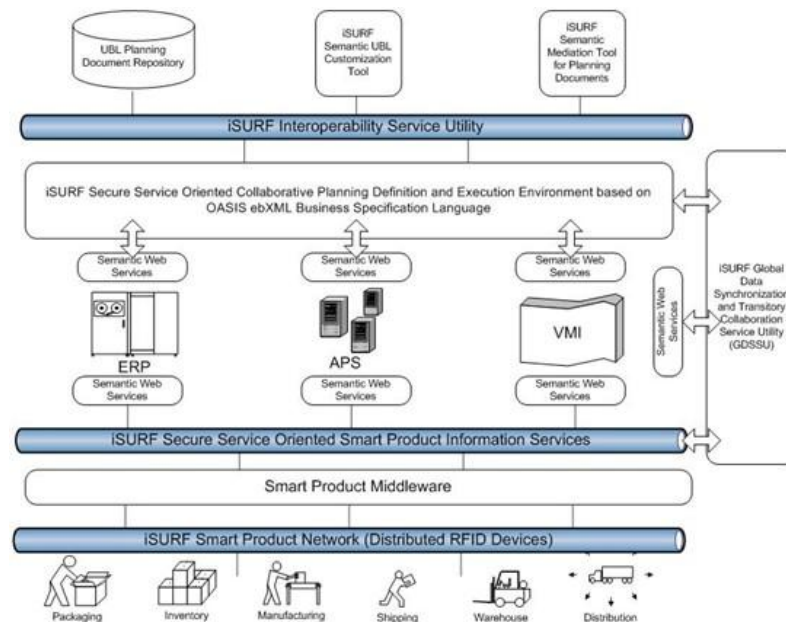 UBL Planning
Document Repository
iSURF
Semantic UBL
Customization
Tool
iSURF
Semantic
Mediation Tool
for Planning
Documents
iSURF Interoperability Service Utility
iSURF Secure Service Oriented Collaborative Planning Definition and Execution Environment based on
OASIS ebXML Business Specification Language
Semantic Web
Services
Semantic Web
Services
Semantic Web
Services
ERP
APS
VMI
Semantic Web
Services
iSURF Global
Data
Synchronization
and Transitory
Collaboration
Service Utility
(GDSSU)
Semantic Web
Services
Semantic Web
Services
Semantic Web
Services
iSURF Secure Service Oriented Smart Product Information Services
Smart Product Middleware
iSURF Smart Product Network (Distributed RFID Devices)
Packaging
Inventory
Manufacturing
Shipping
Warehouse
Distribution